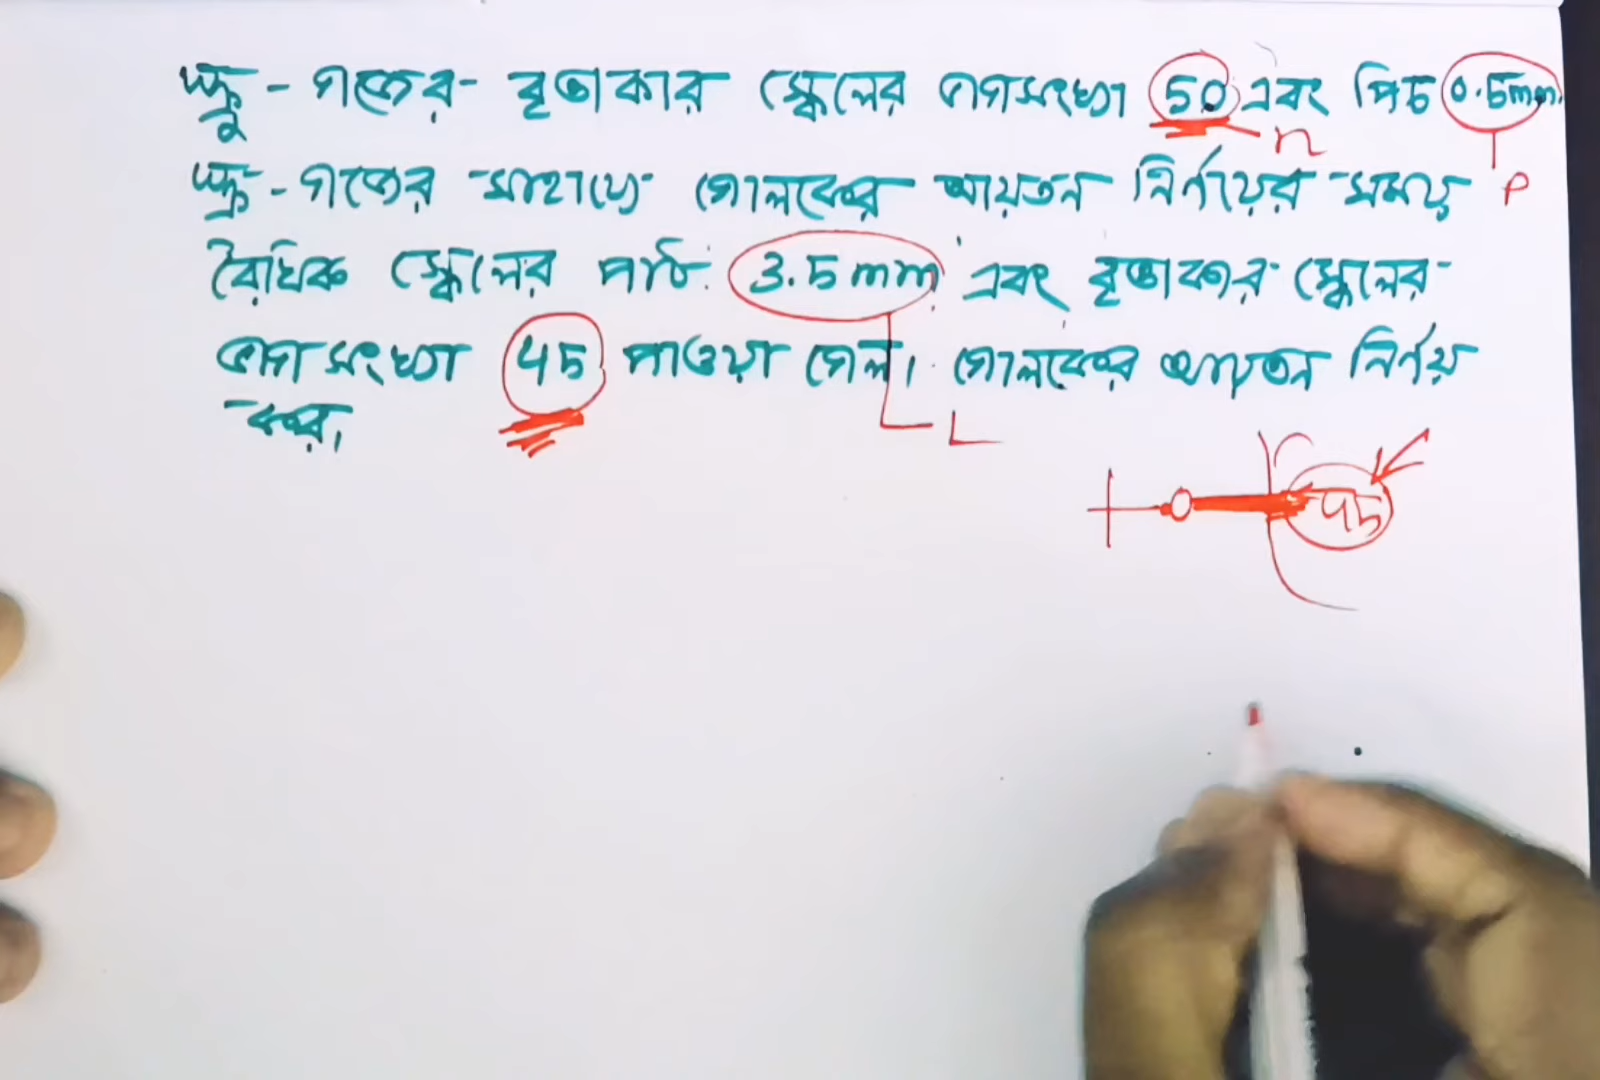 স্ক্রু - গজের বৃত্তাকার স্কেলের ভাগসংখ্যা 50 এবং পিচ 0.5mm.
n
স্ক্রু - গজের সাহায্যে গোলকের আয়তন নির্ণয়ের সময় P
রৈখিক স্কেলের পাঠ 3.5mm এবং বৃত্তাকার স্কেলের
ভাগ সংখ্যা 45 পাওয়া গেল। গোলকের আয়তন নির্ণয়
কর।
L
45